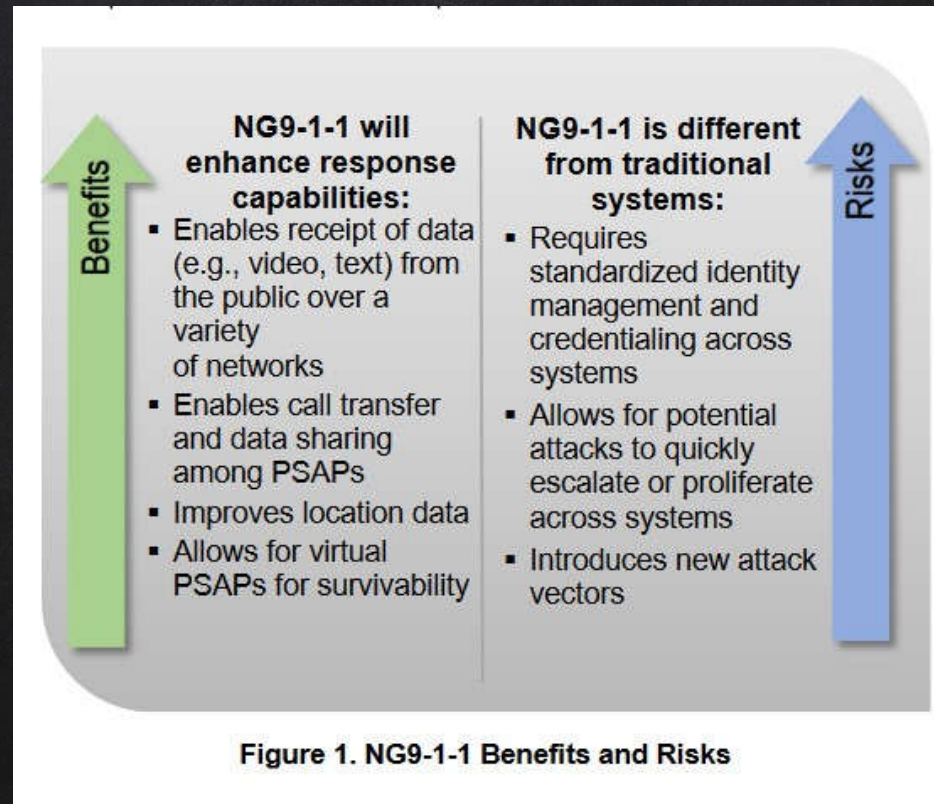 Benefits
NG9-1-1 will
enhance response
capabilities:
▪ Enables receipt of data
(e.g., video, text) from
the public over a
variety
of networks
▪ Enables call transfer
and data sharing
among PSAPs
▪ Improves location data
▪ Allows for virtual
PSAPs for survivability
NG9-1-1 is different
from traditional
systems:
▪ Requires
standardized identity
management and
credentialing across
systems
▪ Allows for potential
attacks to quickly
escalate or proliferate
across systems
▪ Introduces new attack
vectors
Risks
Figure 1. NG9-1-1 Benefits and Risks